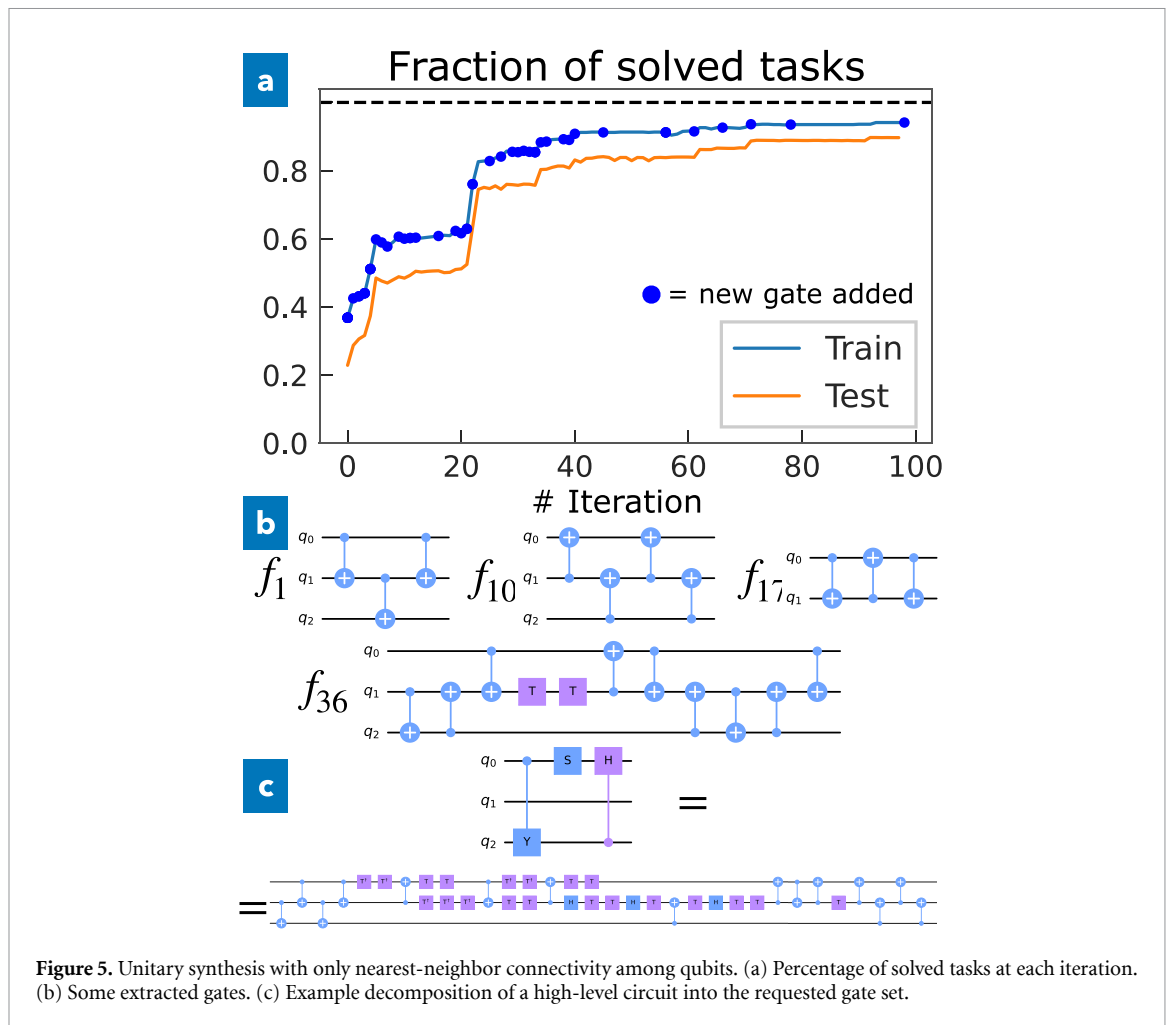 a
Fraction of solved tasks
0.8
0.6
0.4
0.2
0.0
= new gate added
Train
Test
0 20 40 60 80 100
# Iteration
b
f1
q0
q1
q2
f10
q0
q1
q2
f17
q0
q1
f36
q0
q1
q2
T T
c
q0 S H
q1 =
q2 Y
T† T† T T T† T† T T
= T† T† T† T T H T T H T T H T T T
Figure 5. Unitary synthesis with only nearest-neighbor connectivity among qubits. (a) Percentage of solved tasks at each iteration.
(b) Some extracted gates. (c) Example decomposition of a high-level circuit into the requested gate set.